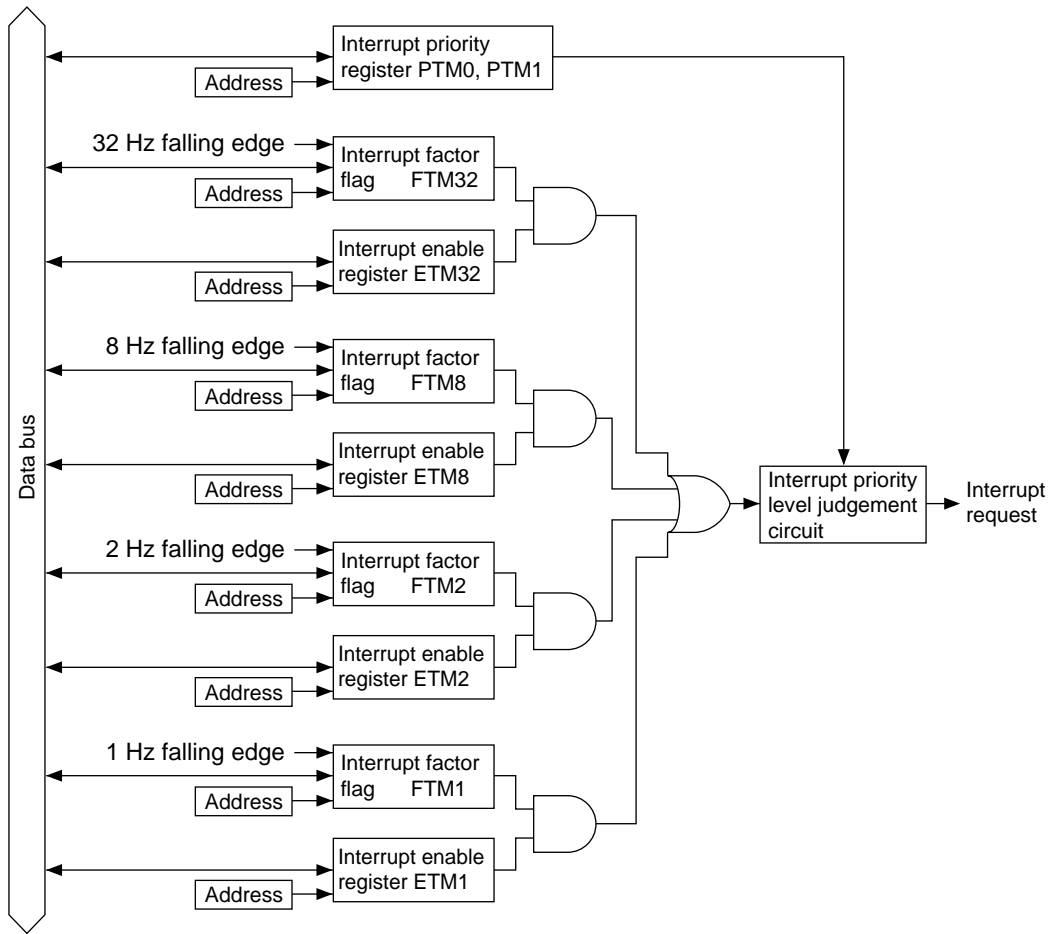 Data bus
Interrupt priority
register PTM0, PTM1
Address
32 Hz falling edge
Interrupt factor
flag FTM32
Address
Interrupt enable
register ETM32
Address
8 Hz falling edge
Interrupt factor
flag FTM8
Address
Interrupt enable
register ETM8
Address
2 Hz falling edge
Interrupt factor
flag FTM2
Address
Interrupt enable
register ETM2
Address
1 Hz falling edge
Interrupt factor
flag FTM1
Address
Interrupt enable
register ETM1
Address
Interrupt priority
level judgement
circuit
Interrupt
request